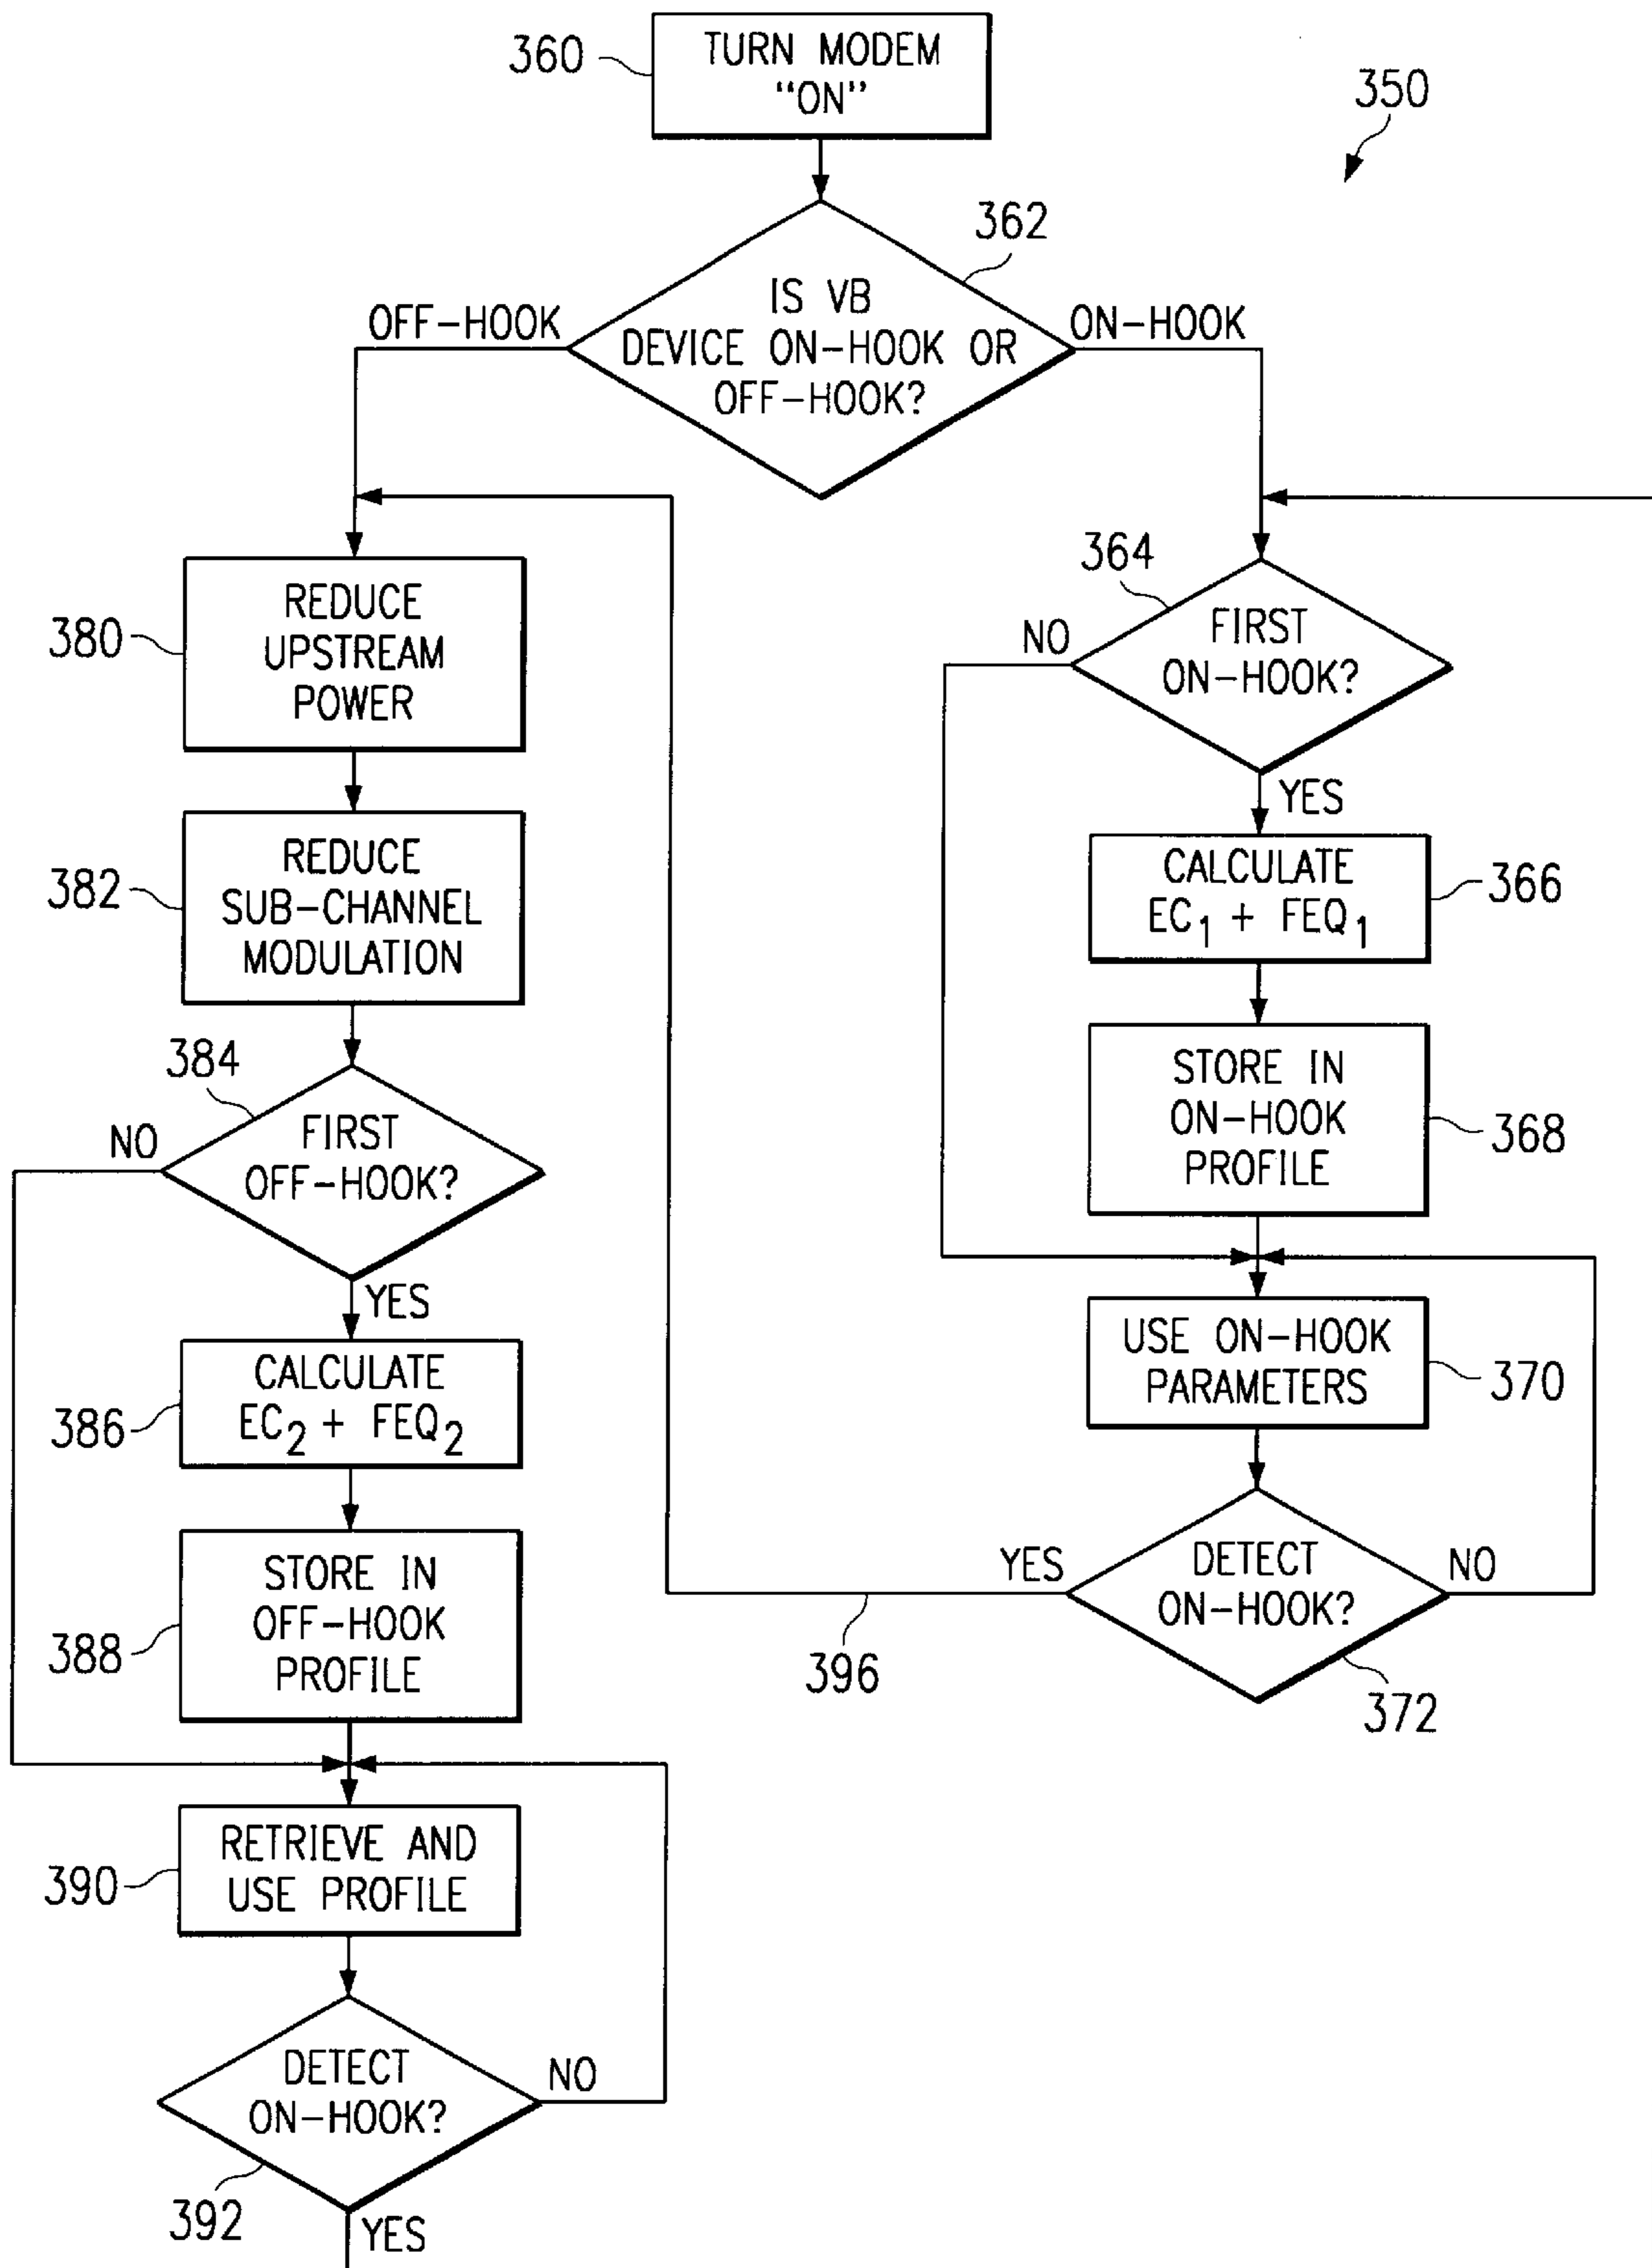 360
TURN MODEM
"ON"
350
362
IS VB
DEVICE ON-HOOK OR
OFF-HOOK?
OFF-HOOK
ON-HOOK
380
REDUCE
UPSTREAM
POWER
364
FIRST
ON-HOOK?
NO
YES
382
REDUCE
SUB-CHANNEL
MODULATION
CALCULATE
EC1 + FEQ1
366
384
FIRST
OFF-HOOK?
NO
YES
STORE IN
ON-HOOK
PROFILE
368
386
CALCULATE
EC2 + FEQ2
USE ON-HOOK
PARAMETERS
370
388
STORE IN
OFF-HOOK
PROFILE
YES
DETECT
ON-HOOK?
NO
396
372
390
RETRIEVE AND
USE PROFILE
DETECT
ON-HOOK?
NO
392
YES